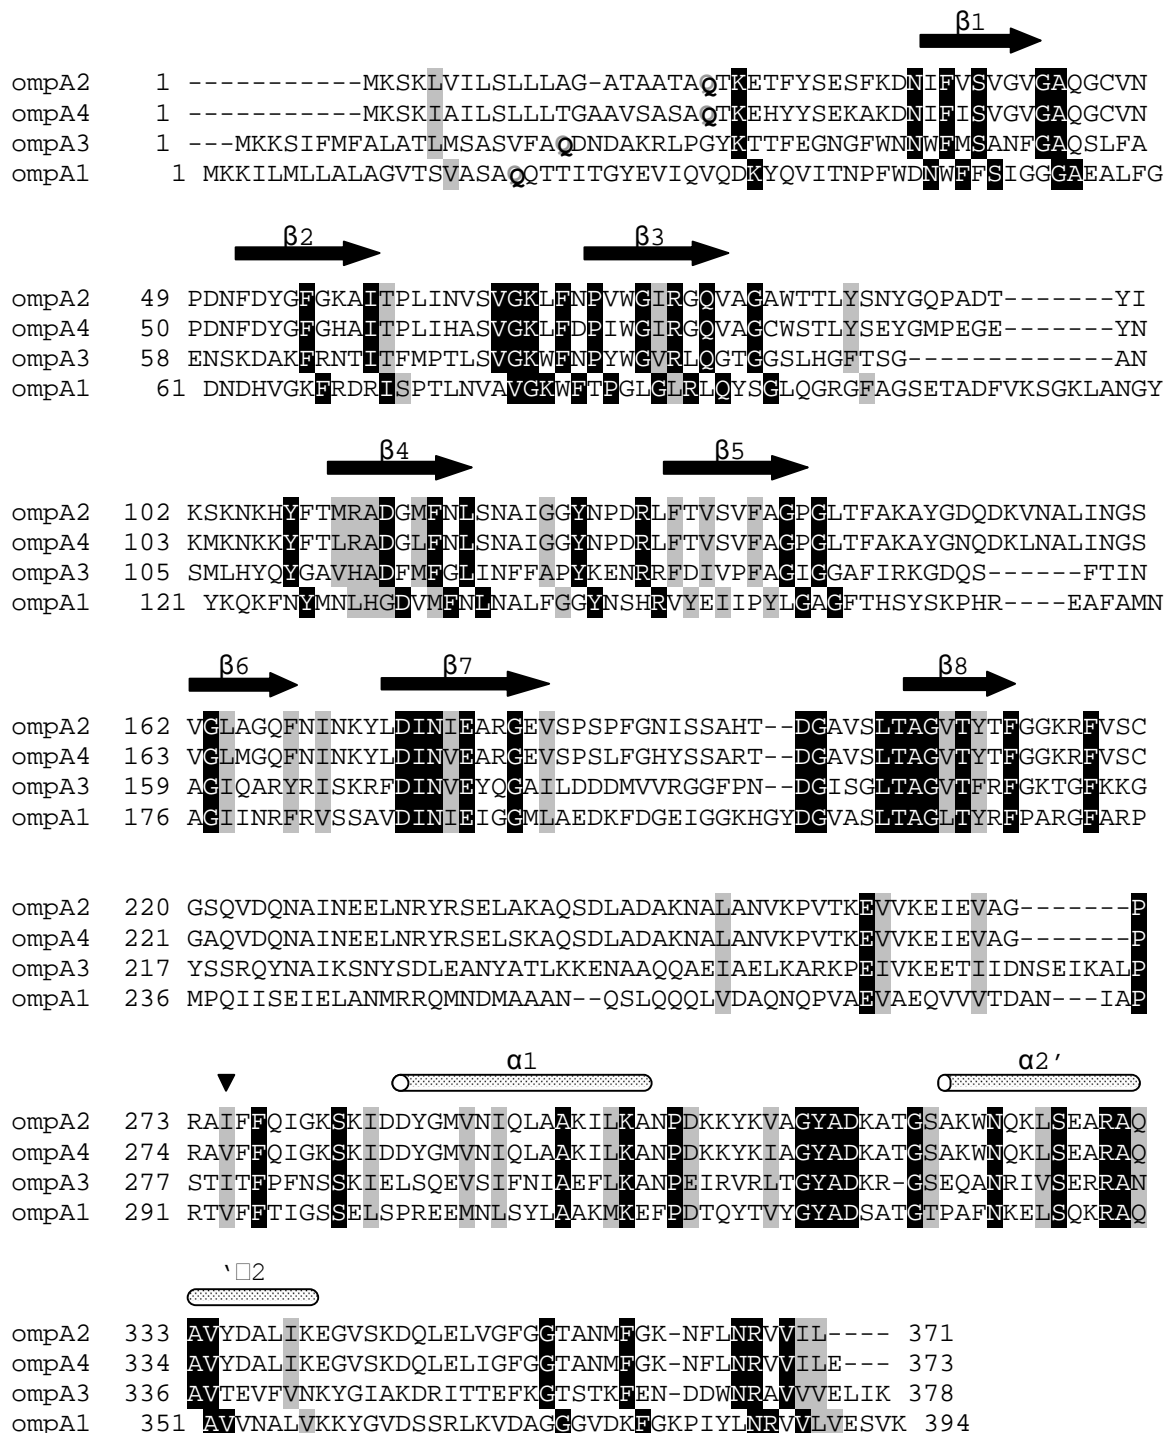 β1
ompA2 1 -----------MKSKLVILSLLLAG-ATAATAQTKETFYSESFKDNIFVSVGVGAQGCVN
ompA4 1 -----------MKSKIAILSLLLTGAAVSASAQTKEHYYSEKAKDNIFISVGVGAQGCVN
ompA3 1 ---MKKSIFMFALATLMSASVFAQDNDAKRLPGYKTTFEGNGFWNNWFMSANFGAQSLFA
ompA1 1 MKKILMLLALAGVTSVASAQQTTITGYEVIQVQDKYQVITNPFWDNWFFSIGGGAEALFG
β2 β3
ompA2 49 PDNFDYGFGKAITPLINVSVGKLFNPVWGIRGQVAGAWTTLYSNYGQPADT-------YI
ompA4 50 PDNFDYGFGHAITPLIHASVGKLFDPIWGIRGQVAGCWSTLYSEYGMPEGE-------YN
ompA3 58 ENSKDAKFRNTITFMPTLSVGKWFNPYWGVRLQGTGGSLHGFTSG-------------AN
ompA1 61 DNDHVGKFRDRISPTLNVAVGKWFTPGLGLRLQYSGLQGRGFAGSETADFVKSGKLANGY
β4 β5
ompA2 102 KSKNKHYFTMRADGMFNLSNAIGGYNPDRLFTVSVFAGPGLTFAKAYGDQDKVNALINGS
ompA4 103 KMKNKKYFTLRADGLFNLSNAIGGYNPDRLFTVSVFAGPGLTFAKAYGNQDKLNALINGS
ompA3 105 SMLHYQYGAVHADFMFGLINFFAPYKENRRFDIVPFAGIGGAFIRKGDQS------FTIN
ompA1 121 YKQKFNYMNLHGDVMFNLNALFGGYNSHRVYEIIPYLGAGFTHSYSKPHR----EAFAMN
β6 β7 β8
ompA2 162 VGLAGQFNINKYLDINIEARGEVSPSPFGNISSAHT--DGAVSLTAGVTYTFGGKRFVSC
ompA4 163 VGLMGQFNINKYLDINVEARGEVSPSLFGHYSSART--DGAVSLTAGVTYTFGGKRFVSC
ompA3 159 AGIQARYRISKRFDINVEYQGAILDDDMVVRGGFPN--DGISGLTAGVTFRFGKTGFKKG
ompA1 176 AGIIINRFRVSSAVDINIEIGGMLAEDKFDGEIGGKHGYDGVASLTAGLTYRFPARGFARP
ompA2 220 GSQVDQNAINEELNRYRSELAKAQSDLADAKNALANVKPVTKEVVKEIEVAG-------P
ompA4 221 GAQVDQNAINEELNRYRSELSKAQSDLADAKNALANVKPVTKEVVKEIEVAG-------P
ompA3 217 YSSRQYNAIKSNYSDLEANYATLKKENAAQQAEIAELKARKPEIVKEETIIDNSEIKALP
ompA1 236 MPQIISEIELANMRRQMNDMAAAN--QSLQQQLVDAQNQPVAEVAEQVVVTDAN---IAP
α1 α2’
ompA2 273 RAIFFQIGKSKIDDYGMVNIQLAAKILKANPDKKYKVAGYADKATGSAKWNQKLSEARAQ
ompA4 274 RAVFFQIGKSKIDDYGMVNIQLAAKILKANPDKKYKIAGYADKATGSAKWNQKLSEARAQ
ompA3 277 STITFPFNSSKIELSQEVSIFNIAEFLKANPEIRVRLTGYADKR-GSEQANRIVSERRAN
ompA1 291 RTVFFTIGSSELSPREEMNLSYLAAKMKEFPDTQYTVYGYADSATGTPAFNKELSQKRAQ
‘□2
ompA2 333 AVYDALIKEGVSKDQLELVGFGGTANMFGK-NFLNRVVIL---- 371
ompA4 334 AVYDALIKEGVSKDQLELIGFGGTANMFGK-NFLNRVVILE--- 373
ompA3 336 AVTEVFVNKYGIAKDRITTEFKGTSTKFEN-DDWNRAVVVELIK 378
ompA1 351 AVVNALVKKYGVDSSRLKVDAGGGVDKFGKPIYLNRVVLVESVK 394